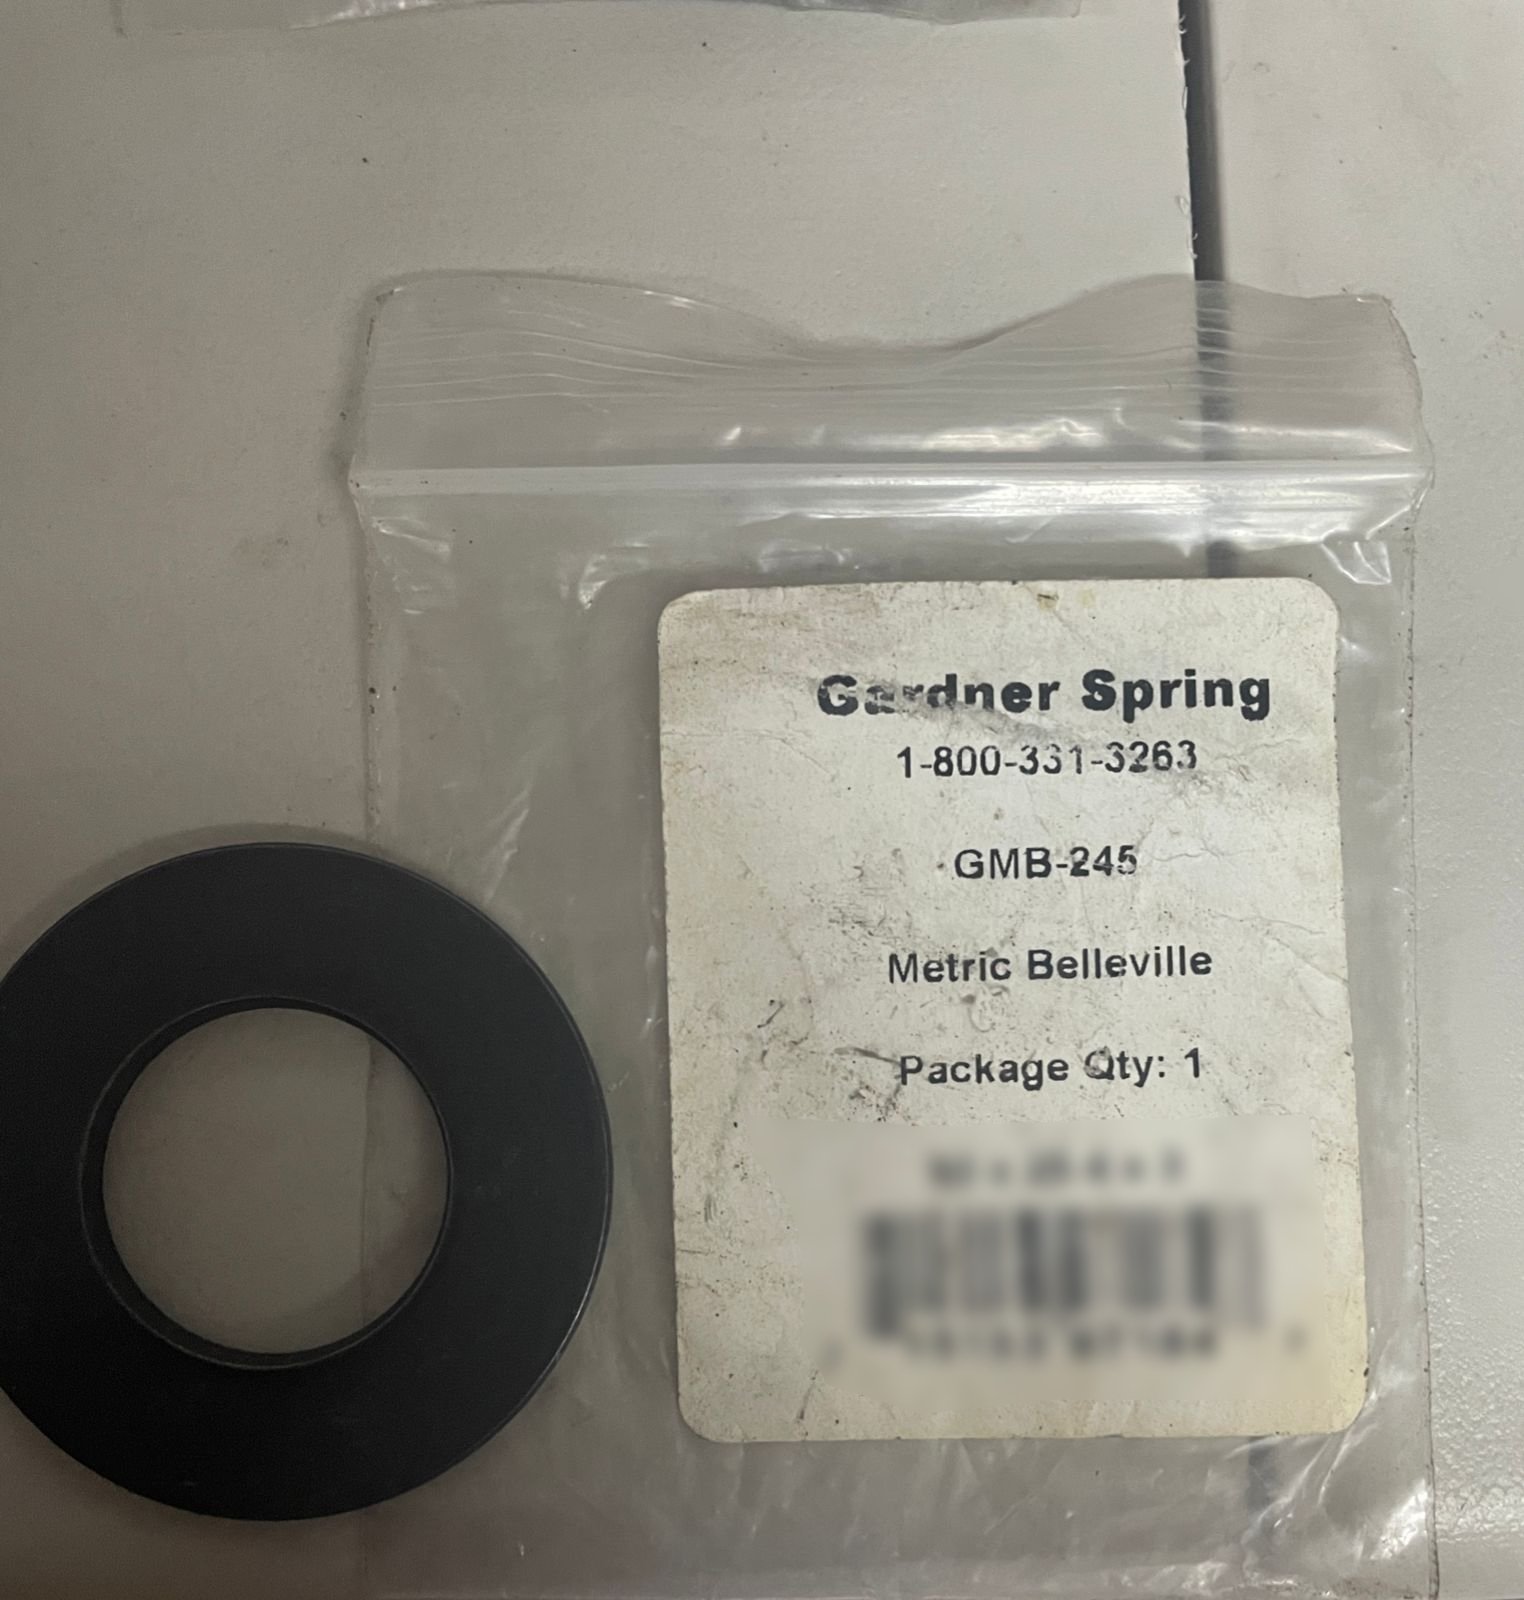 Gardner Spring
1-800-331-3263
GMB-245
Metric Belleville
Package Qty: 1